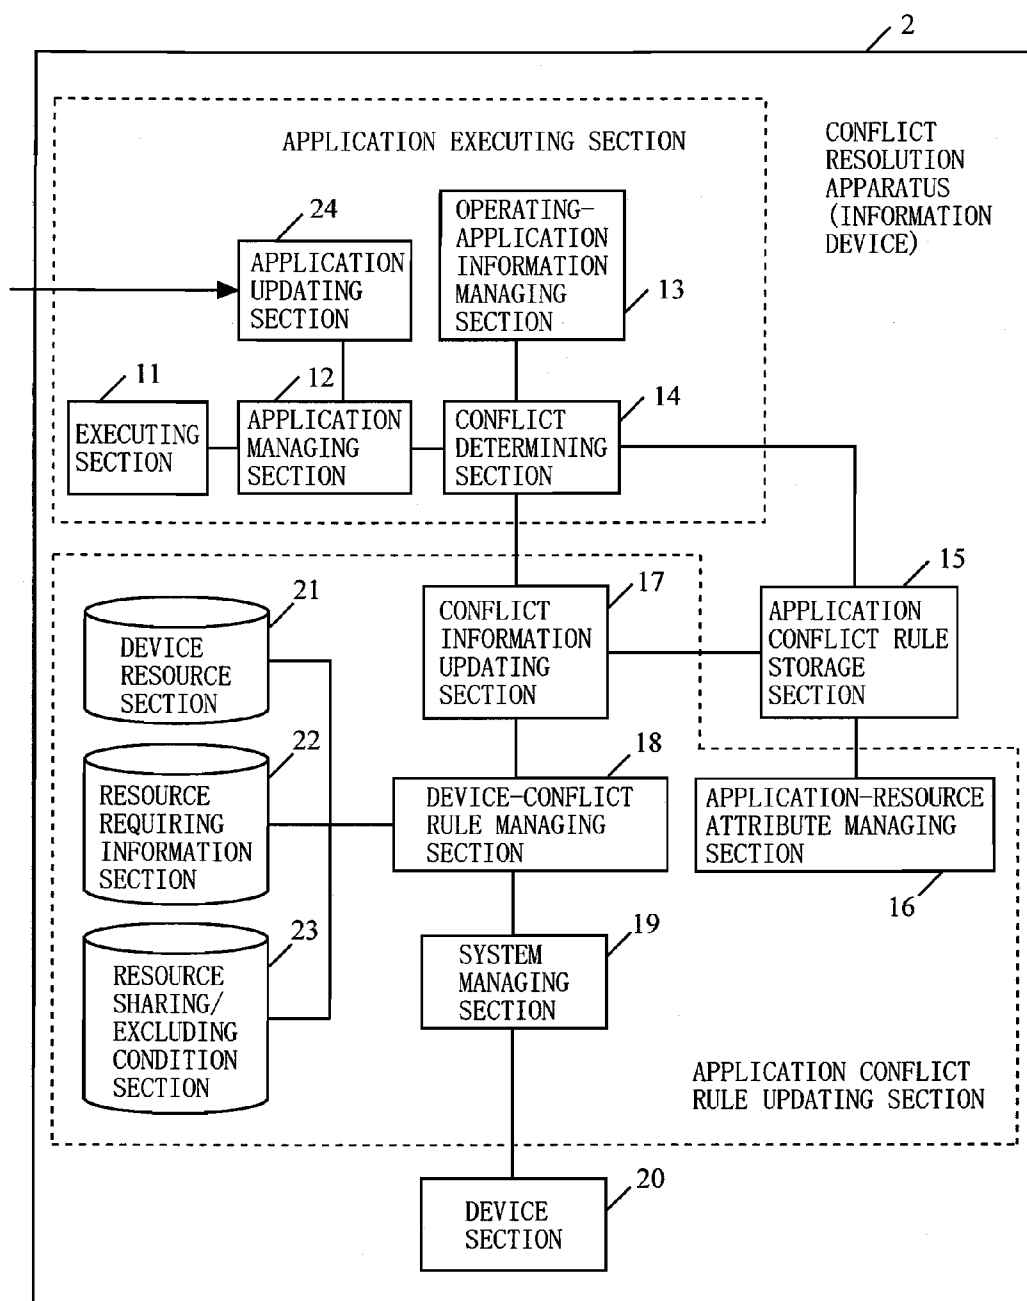 2
APPLICATION EXECUTING SECTION
CONFLICT
RESOLUTION
APPARATUS
(INFORMATION
DEVICE)
24
APPLICATION
UPDATING
SECTION
OPERATING-
APPLICATION
INFORMATION
MANAGING
SECTION
13
11
EXECUTING
SECTION
12
APPLICATION
MANAGING
SECTION
14
CONFLICT
DETERMINING
SECTION
15
APPLICATION
CONFLICT RULE
STORAGE
SECTION
17
CONFLICT
INFORMATION
UPDATING
SECTION
21
DEVICE
RESOURCE
SECTION
22
RESOURCE
REQUIRING
INFORMATION
SECTION
18
DEVICE-CONFLICT
RULE MANAGING
SECTION
APPLICATION-RESOURCE
ATTRIBUTE MANAGING
SECTION
16
23
RESOURCE
SHARING/
EXCLUDING
CONDITION
SECTION
19
SYSTEM
MANAGING
SECTION
APPLICATION CONFLICT
RULE UPDATING SECTION
20
DEVICE
SECTION